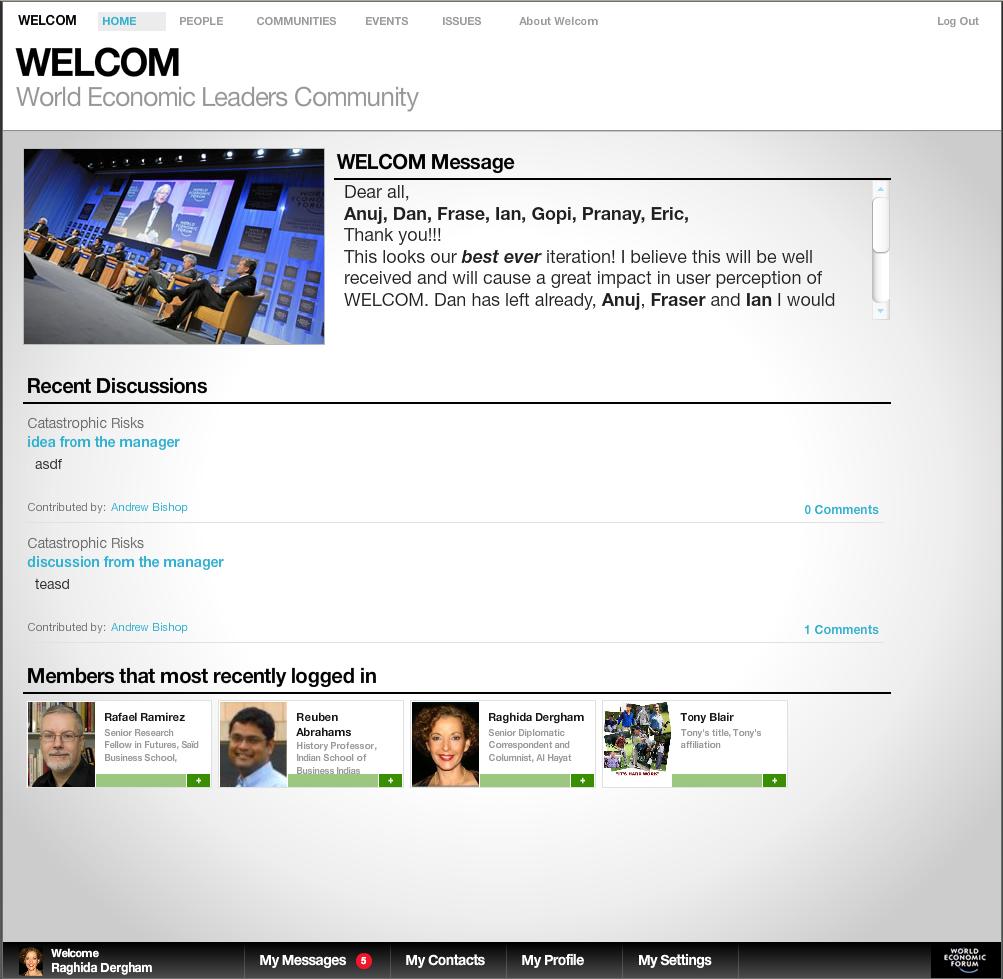 WELCOM HOME PEOPLE COMMUNITIES EVENTS ISSUES About Welcom Log Out
WELCOM
World Economic Leaders Community
WELCOM Message
Dear all,
Anuj, Dan, Frase, Ian, Gopi, Pranay, Eric,
Thank you!!!
This looks our best ever iteration! I believe this will be well
received and will cause a great impact in user perception of
WELCOM. Dan has left already, Anuj, Fraser and Ian I would
Recent Discussions
Catastrophic Risks
idea from the manager
asdf
Contributed by: Andrew Bishop
0 Comments
Catastrophic Risks
discussion from the manager
teasd
Contributed by: Andrew Bishop
1 Comments
Members that most recently logged in
Rafael Ramirez
Senior Research
Fellow in Futures, Saïd
Business School,
+
Reuben
Abrahams
History Professor,
Indian School of
Business Indias
+
Raghida Dergham
Senior Diplomatic
Correspondent and
Columnist, Al Hayat
+
"IT'S HARD WORK"
Tony Blair
Tony's title, Tony's
affiliation
+
Welcome
Raghida Dergham
My Messages 5
My Contacts
My Profile
My Settings
WORLD
ECONOMIC
FORUM